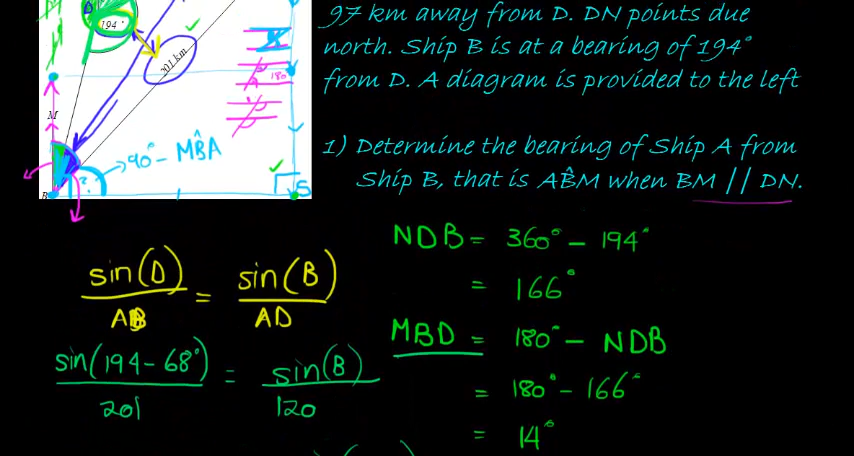 97 km away from D. DN points due
north. Ship B is at a bearing of 194°
from D. A diagram is provided to the left
1) Determine the bearing of Ship A from
Ship B, that is AB̂M when BM // DN.
194°
201 km
180°
M
90° - MB̂A
?
B
S
NDB = 360° - 194°
= 166°
MBD = 180° - NDB
= 180° - 166°
= 14°
sin(D) / AB = sin(B) / AD
sin(194-68°) / 201 = sin(B) / 120